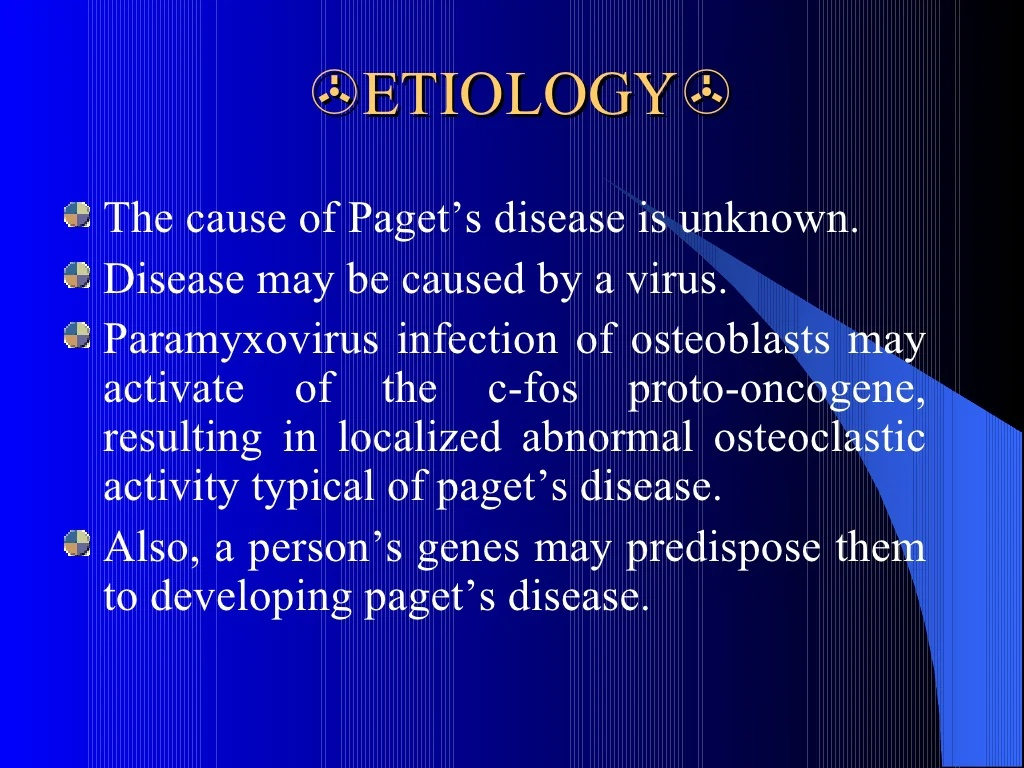 ✇ETIOLOGY✇
The cause of Paget’s disease is unknown.
Disease may be caused by a virus.
Paramyxovirus infection of osteoblasts may
activate of the c-fos proto-oncogene,
resulting in localized abnormal osteoclastic
activity typical of paget’s disease.
Also, a person’s genes may predispose them
to developing paget’s disease.